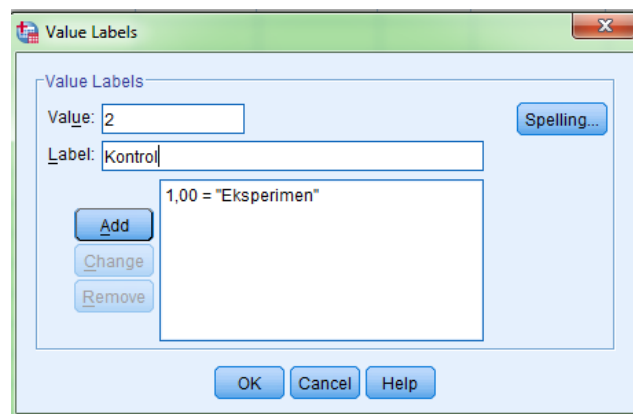 Value Labels
Value Labels
Value: 2
Spelling...
Label: Kontrol
1,00 = "Eksperimen"
Add
Change
Remove
OK Cancel Help